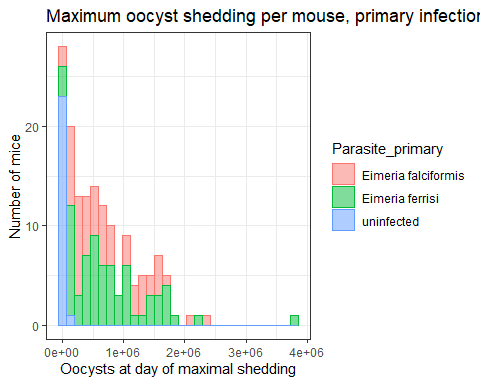 Maximum oocyst shedding per mouse, primary infection
Number of mice
20
10
0
0e+00 1e+06 2e+06 3e+06 4e+06
Oocysts at day of maximal shedding
Parasite_primary
Eimeria falciformis
Eimeria ferrisi
uninfected